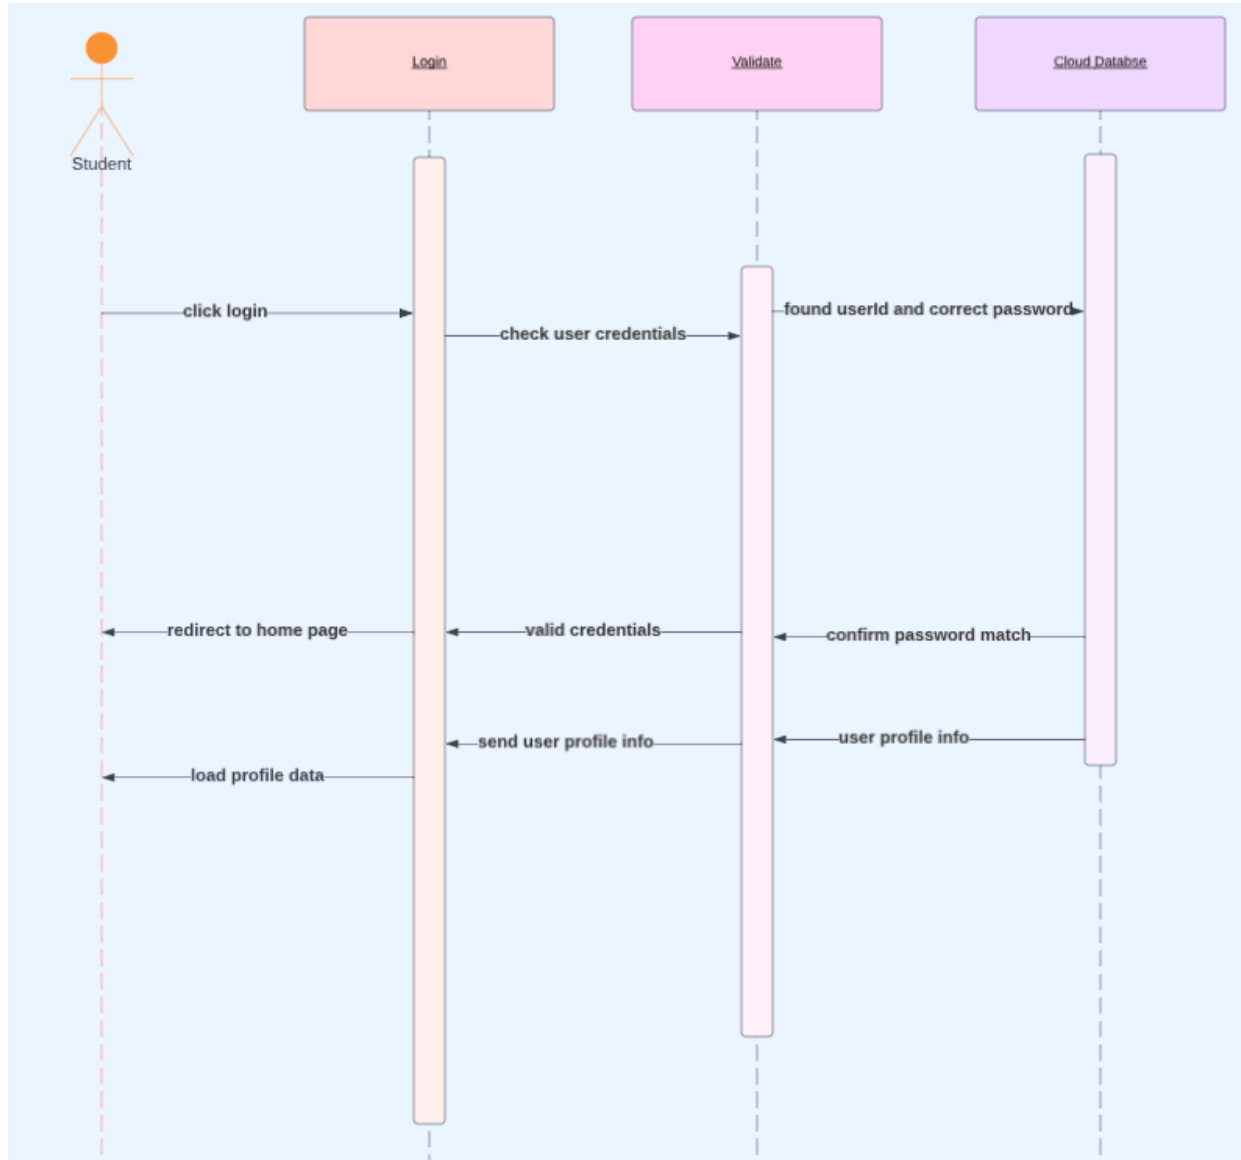 Login
Validate
Cloud Databse
Student
click login
found userId and correct password
check user credentials
redirect to home page
valid credentials
confirm password match
send user profile info
user profile info
load profile data